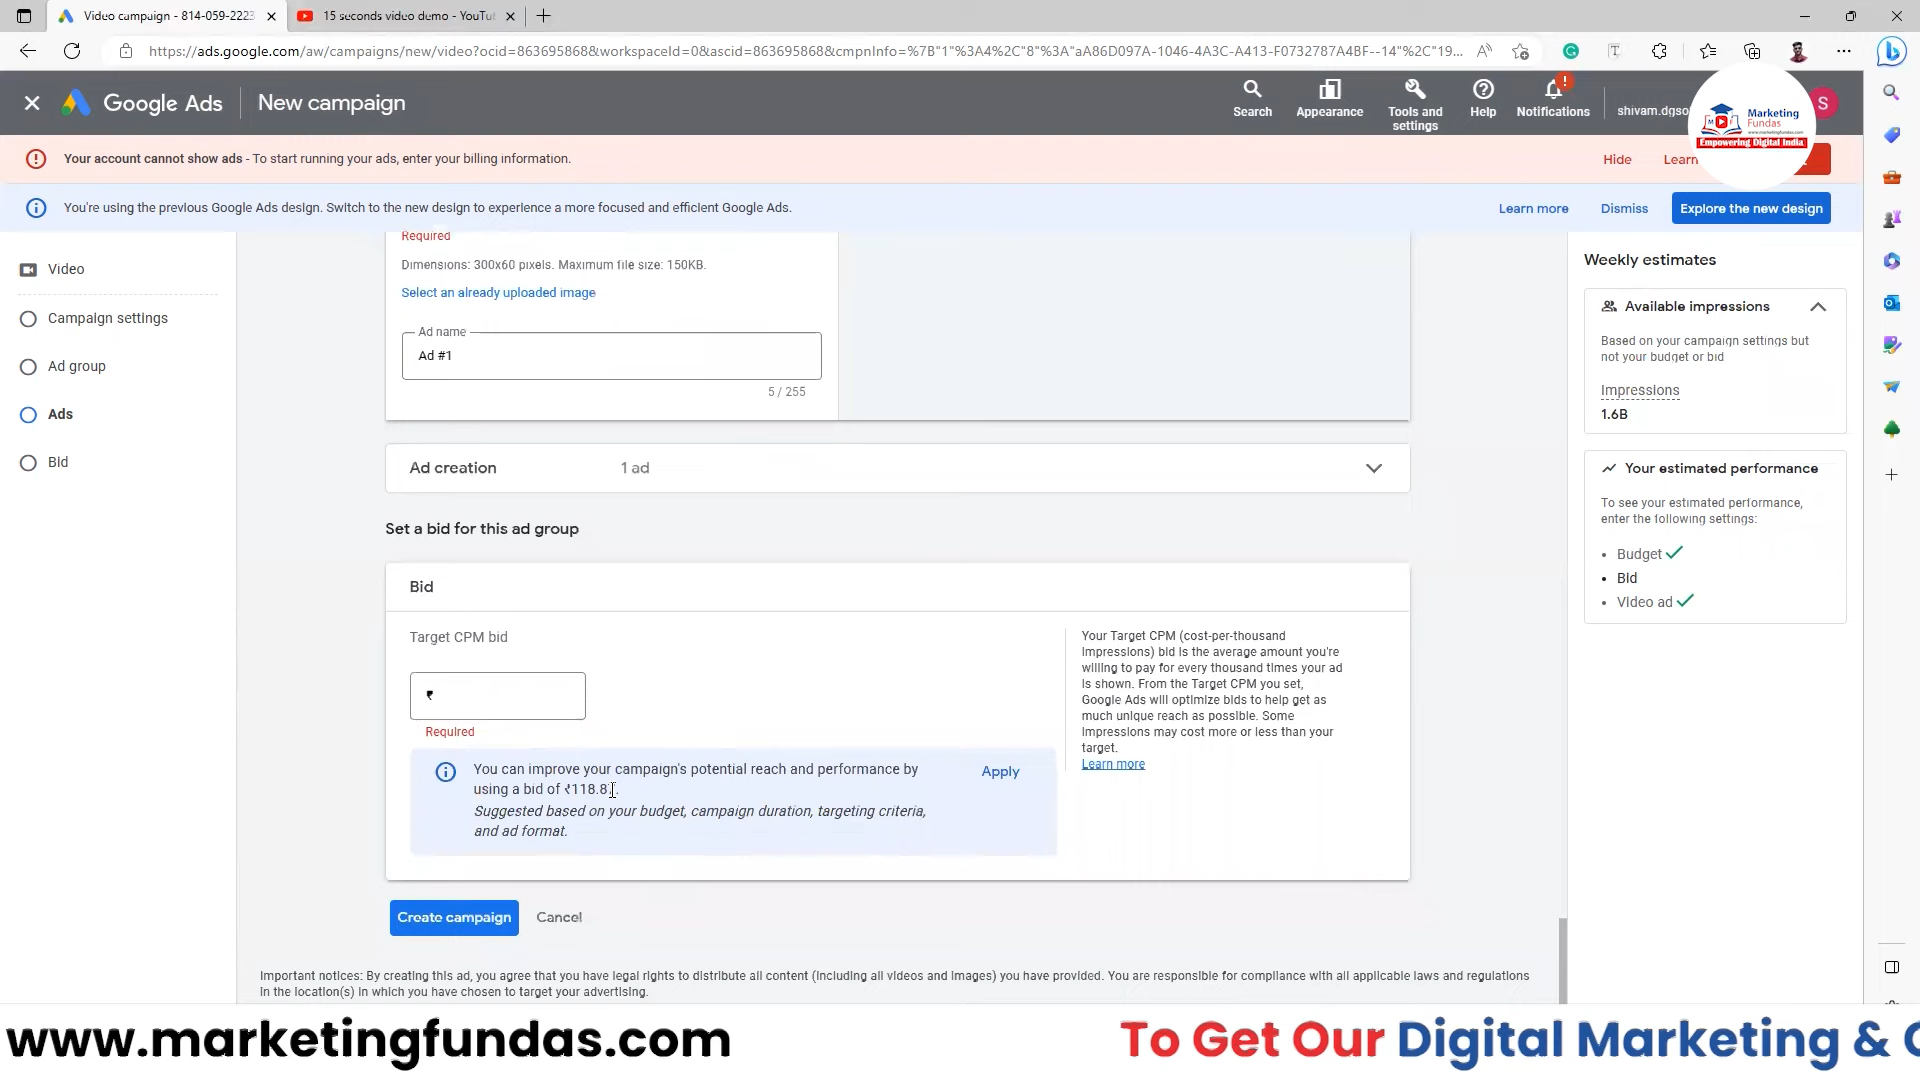 Video campaign - 814-059-2223
15 seconds video demo - YouTu
https://ads.google.com/aw/campaigns/new/video?ocid=863695868&workspaceId=0&ascid=863695868&cmpnInfo=%7B"1"%3A4%2C"8"%3A"aA86D097A-1046-4A3C-A413-F0732787A4BF--14"%2C"19...
Google Ads
New campaign
Search
Appearance
Tools and
settings
Help
Notifications
shivam.dgso
S
Marketing
Fundas
www.marketingfundas.com
Empowering Digital India
Your account cannot show ads - To start running your ads, enter your billing information.
Hide
Learn
You're using the previous Google Ads design. Switch to the new design to experience a more focused and efficient Google Ads.
Learn more
Dismiss
Explore the new design
Video
Campaign settings
Ad group
Ads
Bid
Required
Dimensions: 300x60 pixels. Maximum file size: 150KB.
Select an already uploaded image
Ad name
Ad #1
5 / 255
Ad creation
1 ad
Set a bid for this ad group
Bid
Target CPM bid
₹
Required
You can improve your campaign's potential reach and performance by
using a bid of
Suggested based on your budget, campaign duration, targeting criteria,
and ad format.
Apply
Your Target CPM (cost-per-thousand
impressions) bid is the average amount you're
willing to pay for every thousand times your ad
is shown. From the Target CPM you set,
Google Ads will optimize bids to help get as
much unique reach as possible. Some
impressions may cost more or less than your
target.
Learn more
Create campaign
Cancel
Important notices: By creating this ad, you agree that you have legal rights to distribute all content (including all videos and images) you have provided. You are responsible for compliance with all applicable laws and regulations
in the location(s) in which you have chosen to target your advertising.
Weekly estimates
Available impressions
Based on your campaign settings but
not your budget or bid
Impressions
1.6B
Your estimated performance
To see your estimated performance,
enter the following settings:
• Budget
• Bid
• Video ad
www.marketingfundas.com
To Get Our Digital Marketing &